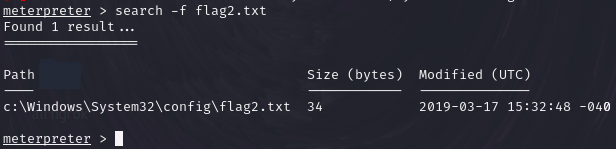 meterpreter > search -f flag2.txt
Found 1 result...
=================
Path Size (bytes) Modified (UTC)
---- ------------ --------------
c:\Windows\System32\config\flag2.txt 34 2019-03-17 15:32:48 -040
meterpreter >